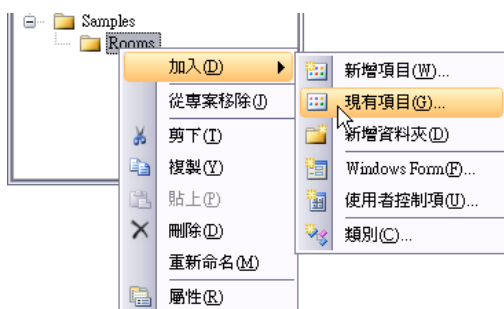 Samples
Rooms
加入(D)
從專案移除(J)
剪下(T)
複製(Y)
貼上(P)
刪除(D)
重新命名(M)
屬性(R)
新增項目(W)...
現有項目(G)...
新增資料夾(D)
Windows Form(F)...
使用者控制項(U)...
類別(C)...